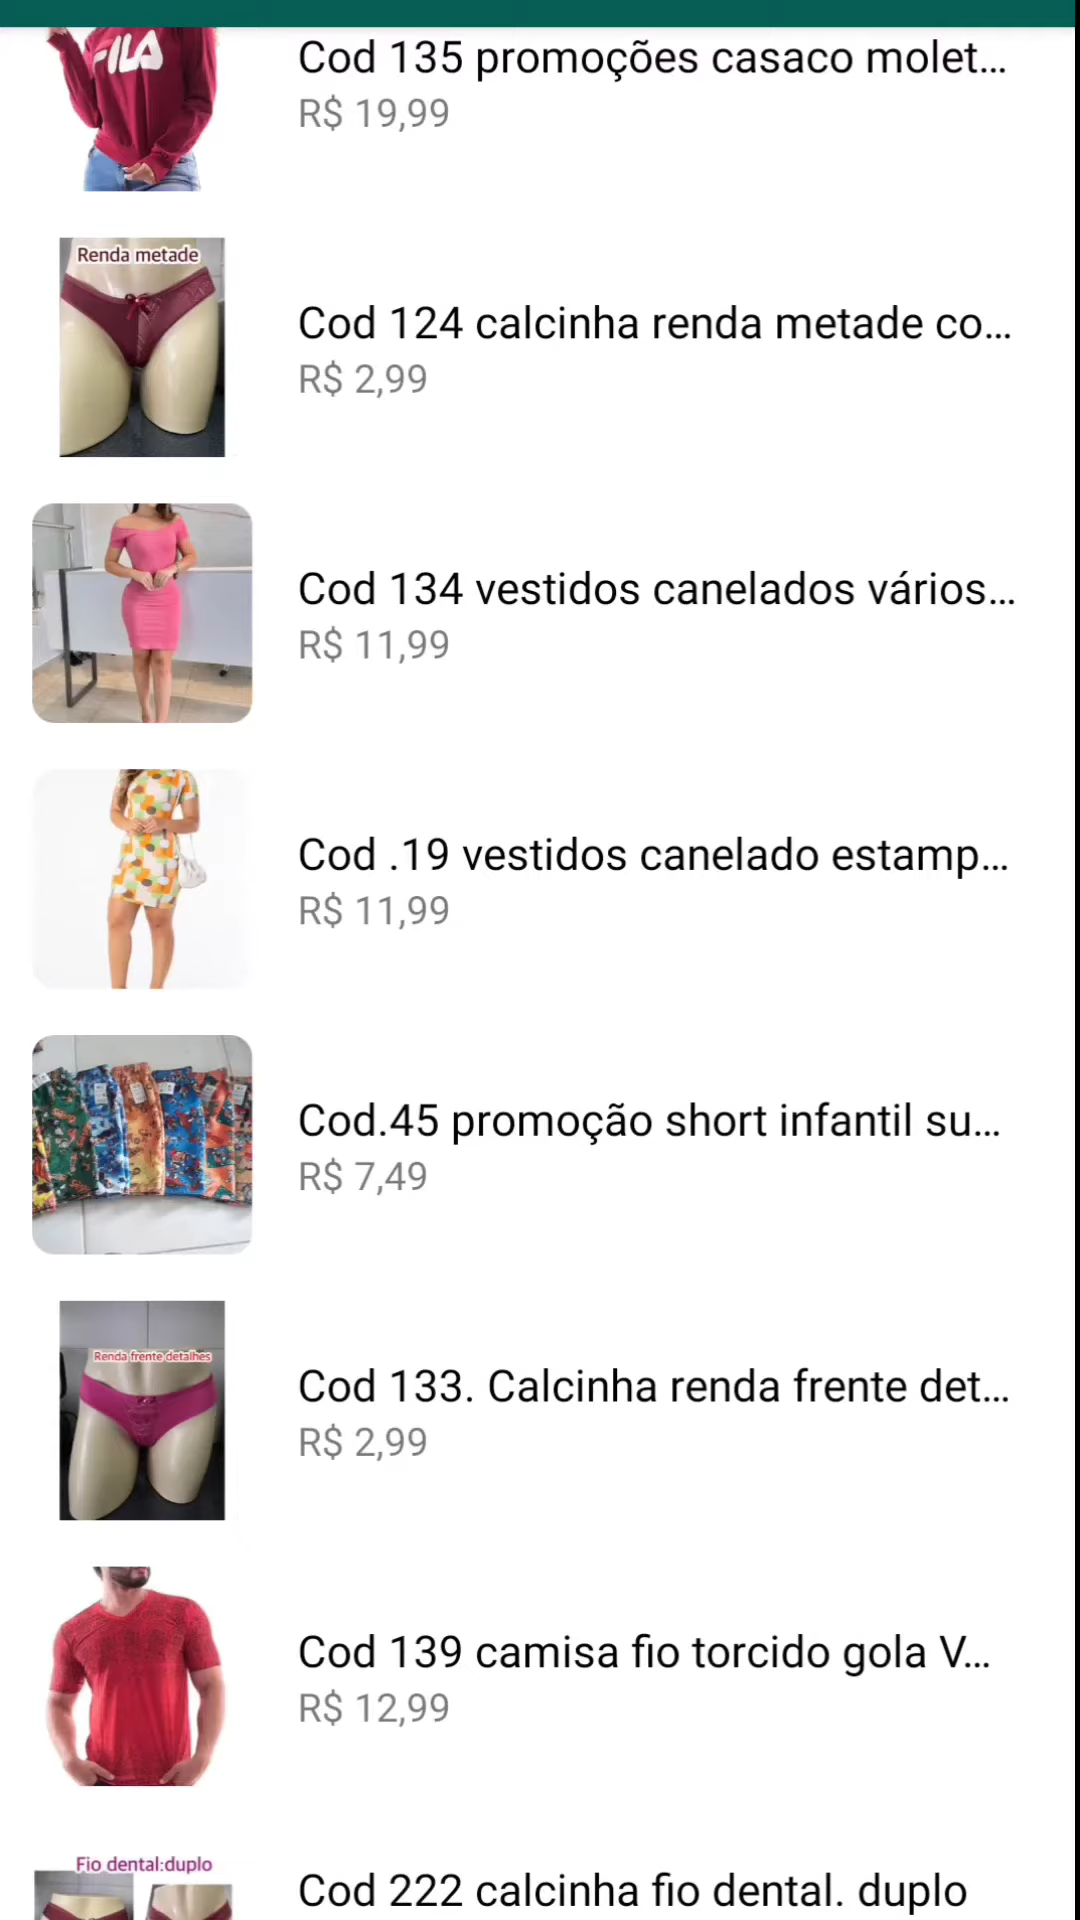 FILA
Cod 135 promoções casaco molet...
R$ 19,99
Renda metade
Cod 124 calcinha renda metade co...
R$ 2,99
Cod 134 vestidos canelados vários...
R$ 11,99
Cod .19 vestidos canelado estamp...
R$ 11,99
Cod.45 promoção short infantil su...
R$ 7,49
Renda frente detalhes
Cod 133. Calcinha renda frente det...
R$ 2,99
Cod 139 camisa fio torcido gola V...
R$ 12,99
Fio dental:duplo
Cod 222 calcinha fio dental. duplo